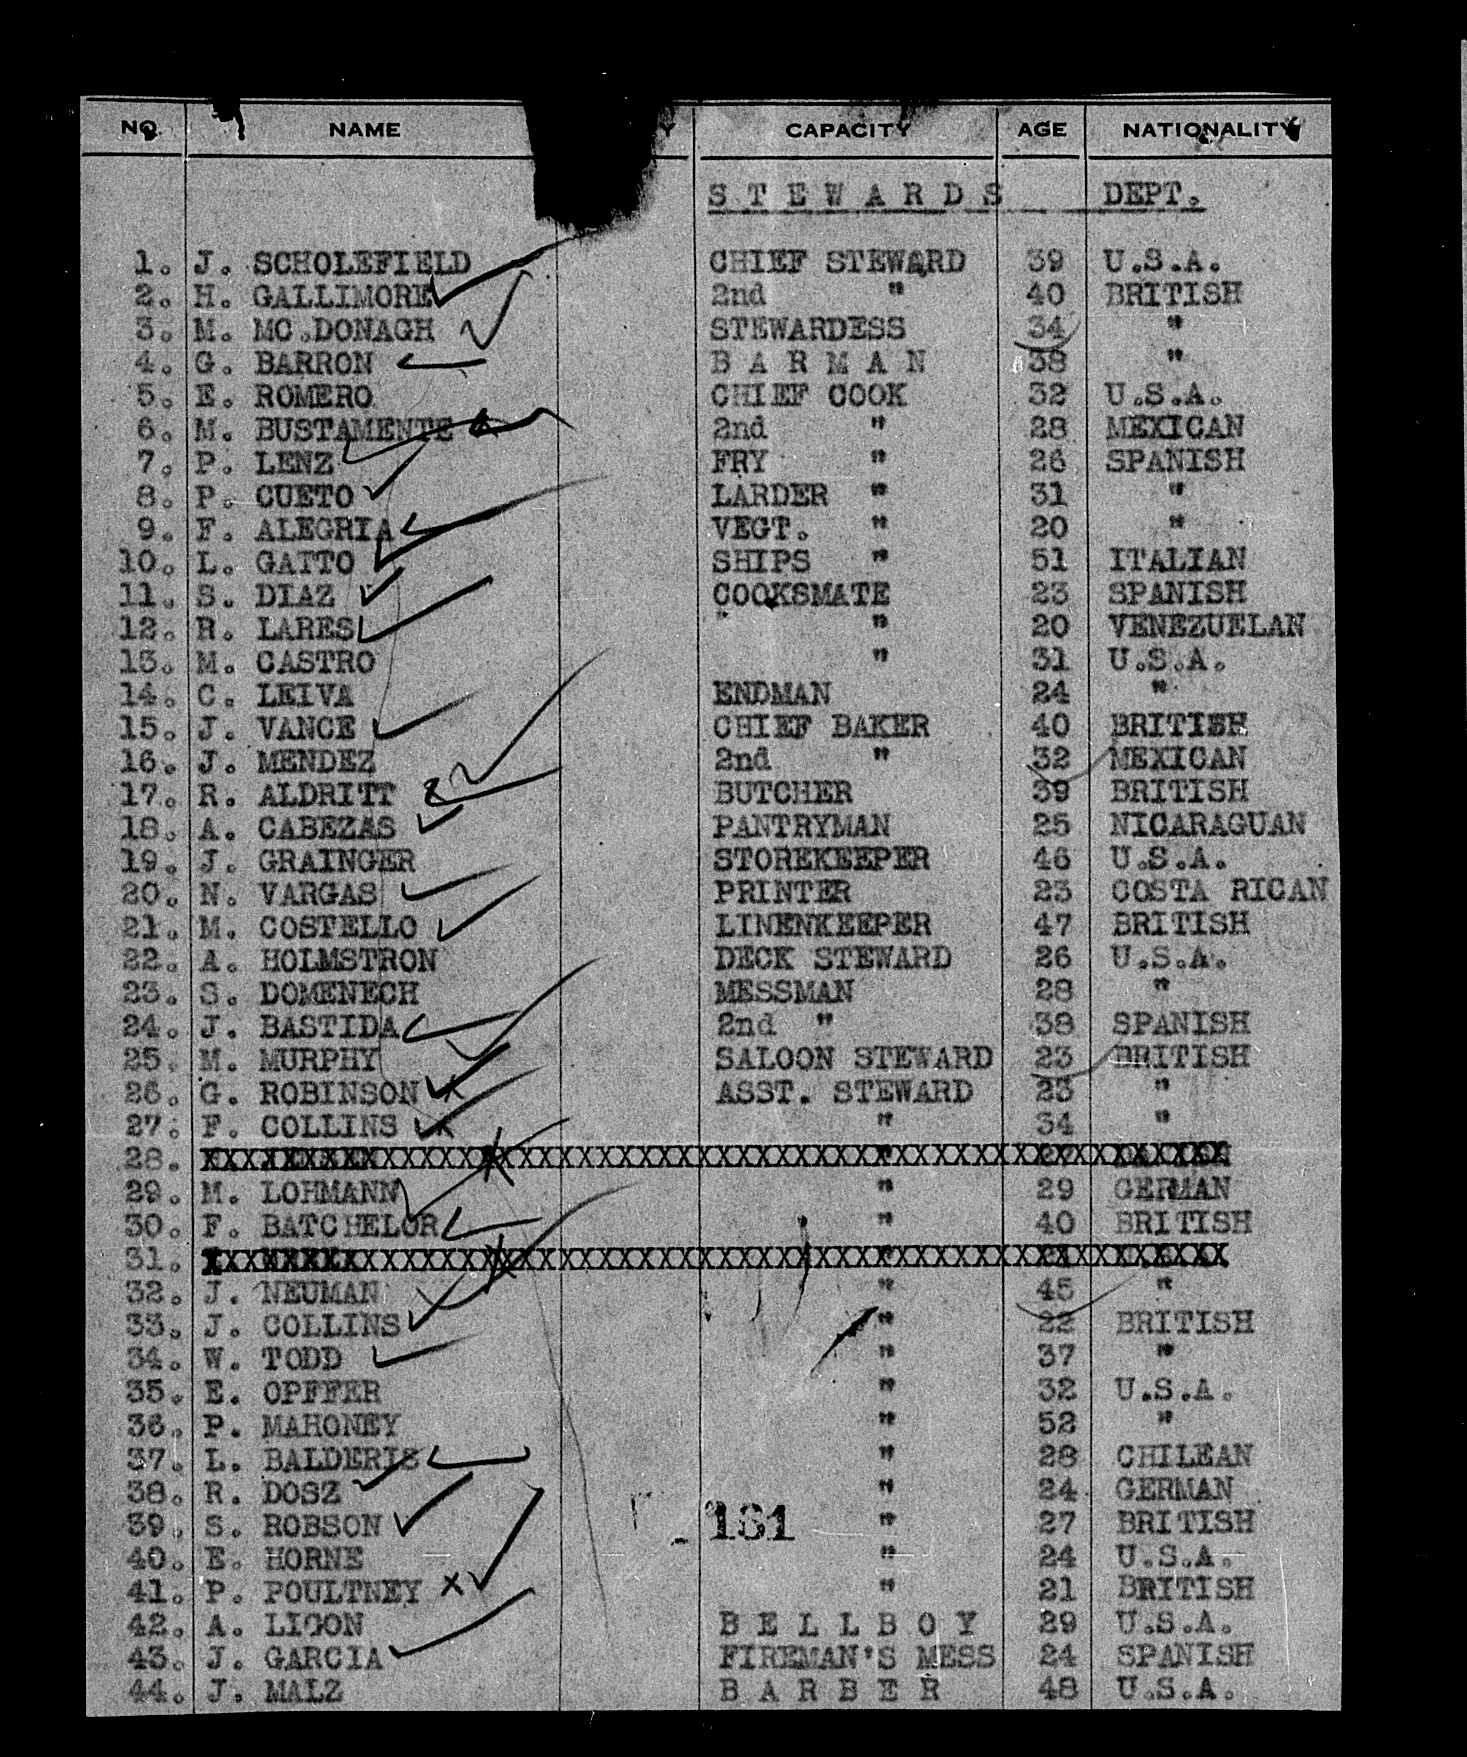 NO. NAME CAPACITY AGE NATIONALITY
STEWARDS DEPT.
1. J. SCHOLEFIELD CHIEF STEWARD 39 U.S.A.
2. H. GALLIMORE 2nd " 40 BRITISH
3. M. MC.DONAGH STEWARDESS 34 "
4. G. BARRON BARMAN 38 "
5. E. ROMERO CHIEF COOK 32 U.S.A.
6. M. BUSTAMENTE 2nd " 28 MEXICAN
7. P. LENZ FRY " 26 SPANISH
8. P. CUETO LARDER " 31 "
9. F. ALEGRIA VEGT. " 20 "
10. L. GATTO SHIPS " 51 ITALIAN
11. S. DIAZ COOKSMATE 23 SPANISH
12. R. LARES " 20 VENEZUELAN
13. M. CASTRO " 31 U.S.A.
14. C. LEIVA ENDMAN 24 "
15. J. VANCE CHIEF BAKER 40 BRITISH
16. J. MENDEZ 2nd " 32 MEXICAN
17. R. ALDRITT BUTCHER 39 BRITISH
18. A. CABEZAS PANTRYMAN 25 NICARAGUAN
19. J. GRAINGER STOREKEEPER 46 U.S.A.
20. N. VARGAS PRINTER 23 COSTA RICAN
21. M. COSTELLO LINENKEEPER 47 BRITISH
22. A. HOLMSTRON DECK STEWARD 26 U.S.A.
23. S. DOMENECH MESSMAN 28 "
24. J. BASTIDA 2nd " 38 SPANISH
25. M. MURPHY SALOON STEWARD 23 BRITISH
26. G. ROBINSON ASST. STEWARD 23 "
27. F. COLLINS " 34 "
28.
29. M. LOHMANN " 29 GERMAN
30. F. BATCHELOR " 40 BRITISH
31.
32. J. NEUMAN " 45 "
33. J. COLLINS " 22 BRITISH
34. W. TODD " 37 "
35. E. OPFFER " 32 U.S.A.
36. P. MAHONEY " 52 "
37. L. BALDERIS " 28 CHILEAN
38. R. DOSZ " 24 GERMAN
39. S. ROBSON " 27 BRITISH
181
40. E. HORNE " 24 U.S.A.
41. P. POULTNEY " 21 BRITISH
42. A. LIGON BELLBOY 29 U.S.A.
43. J. GARCIA FIREMAN'S MESS 24 SPANISH
44. J. MALZ BARBER 48 U.S.A.